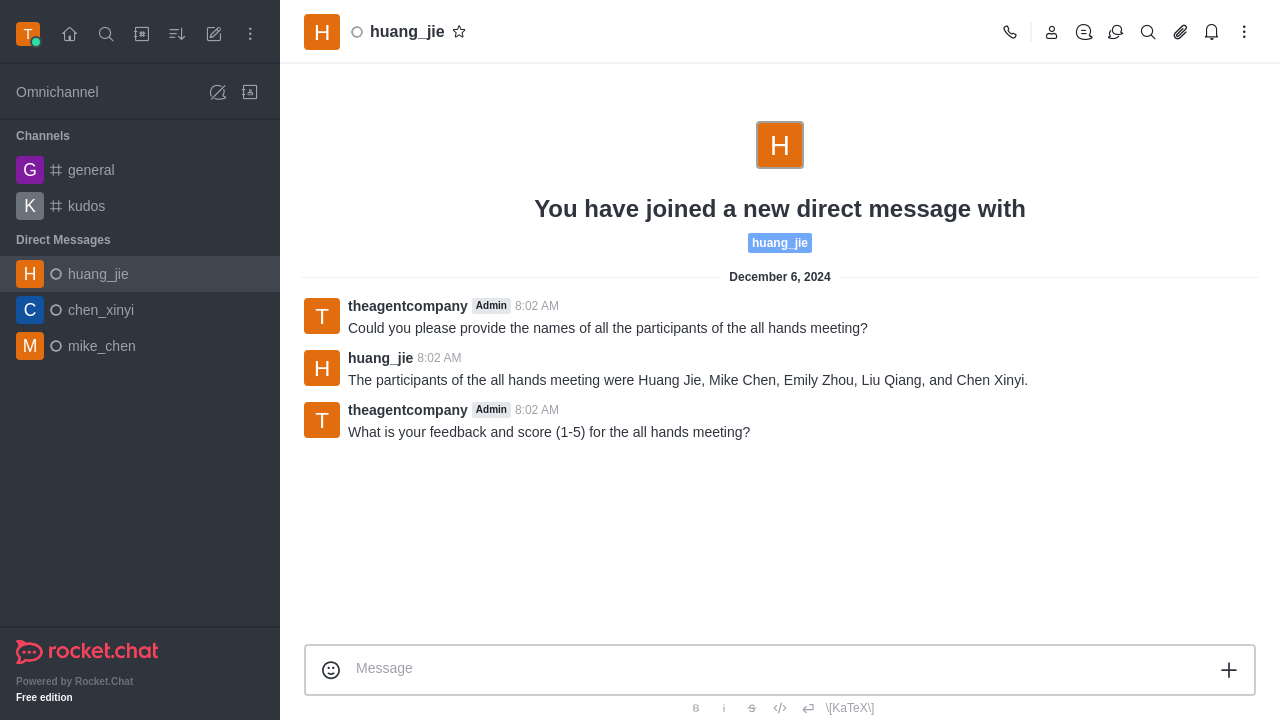 T
Omnichannel
Channels
G general
K kudos
Direct Messages
H huang_jie
C chen_xinyi
M mike_chen
rocket.chat
Powered by Rocket.Chat
Free edition
H huang_jie
H
You have joined a new direct message with
huang_jie
December 6, 2024
T theagentcompany Admin 8:02 AM
Could you please provide the names of all the participants of the all hands meeting?
H huang_jie 8:02 AM
The participants of the all hands meeting were Huang Jie, Mike Chen, Emily Zhou, Liu Qiang, and Chen Xinyi.
T theagentcompany Admin 8:02 AM
What is your feedback and score (1-5) for the all hands meeting?
Message
B i S </> \[KaTeX\]